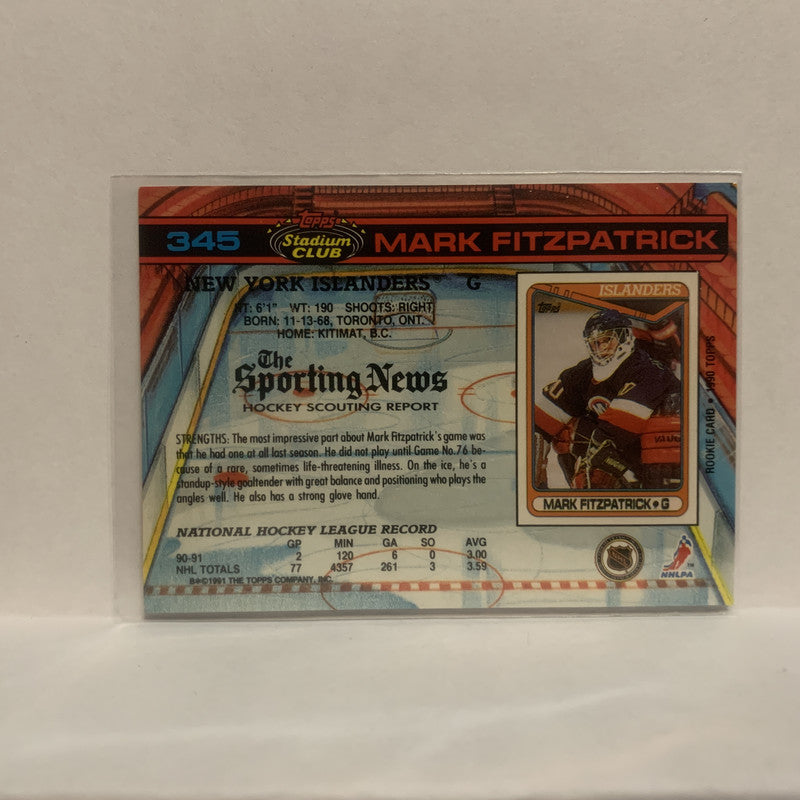 345 Topps Stadium CLUB MARK FITZPATRICK
NEW YORK ISLANDERS G
HT: 6'1" WT: 190 SHOOTS: RIGHT
BORN: 11-13-68, TORONTO, ONT.
HOME: KITIMAT, B.C.
The
Sporting News
HOCKEY SCOUTING REPORT
STRENGTHS: The most impressive part about Mark Fitzpatrick's game was
that he had one at all last season. He did not play until Game No.76 be-
cause of a rare, sometimes life-threatening illness. On the ice, he's a
standup-style goaltender with great balance and positioning who plays the
angles well. He also has a strong glove hand.
NATIONAL HOCKEY LEAGUE RECORD
GP MIN GA SO AVG
90-91 2 120 6 0 3.00
NHL TOTALS 77 4357 261 3 3.59
B*©1991 THE TOPPS COMPANY, INC.
ISLANDERS
Topps
VAUG
MARK FITZPATRICK • G
ROOKIE CARD • 1990 TOPPS
NHL
NHLPA TM